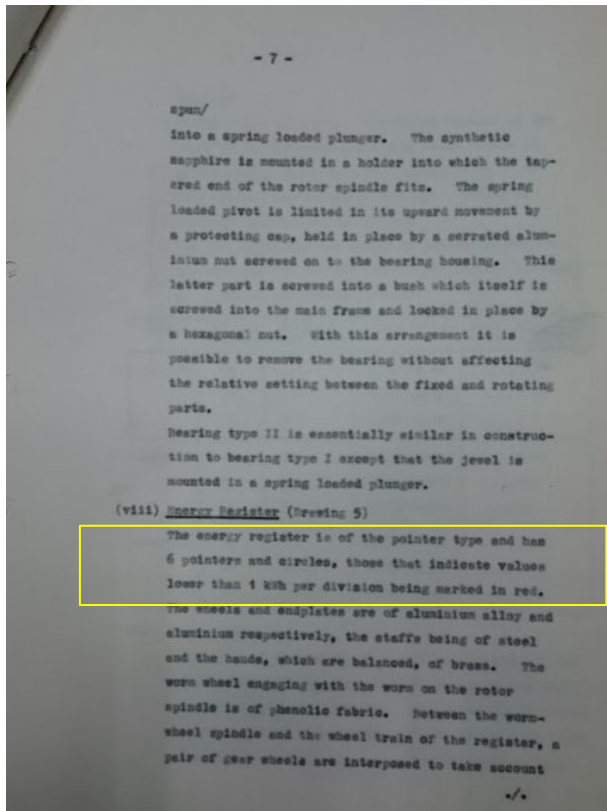 - 7 -
span/
into a spring loaded plunger. The synthetic
sapphire is mounted in a holder into which the tap-
ered end of the rotor spindle fits. The spring
loaded pivot is limited in its upward movement by
a protecting cap, held in place by a serrated alum-
inium nut screwed on to the bearing housing. This
latter part is screwed into a bush which itself is
screwed into the main frame and locked in place by
a hexagonal nut. With this arrangement it is
possible to remove the bearing without affecting
the relative setting between the fixed and rotating
parts.
Bearing type II is essentially similar in construc-
tion to bearing type I except that the jewel is
mounted in a spring loaded plunger.
(viii) Energy Register (Drawing 5)
The energy register is of the pointer type and has
6 pointers and circles, those that indicate values
lower than 1 kWh per division being marked in red.
The wheels and endplates are of aluminium alloy and
aluminium respectively, the staffs being of steel
and the hands, which are balanced, of brass. The
worm wheel engaging with the worm on the rotor
spindle is of phenolic fabric. Between the worm-
wheel spindle and the wheel train of the register, a
pair of gear wheels are interposed to take account
./.